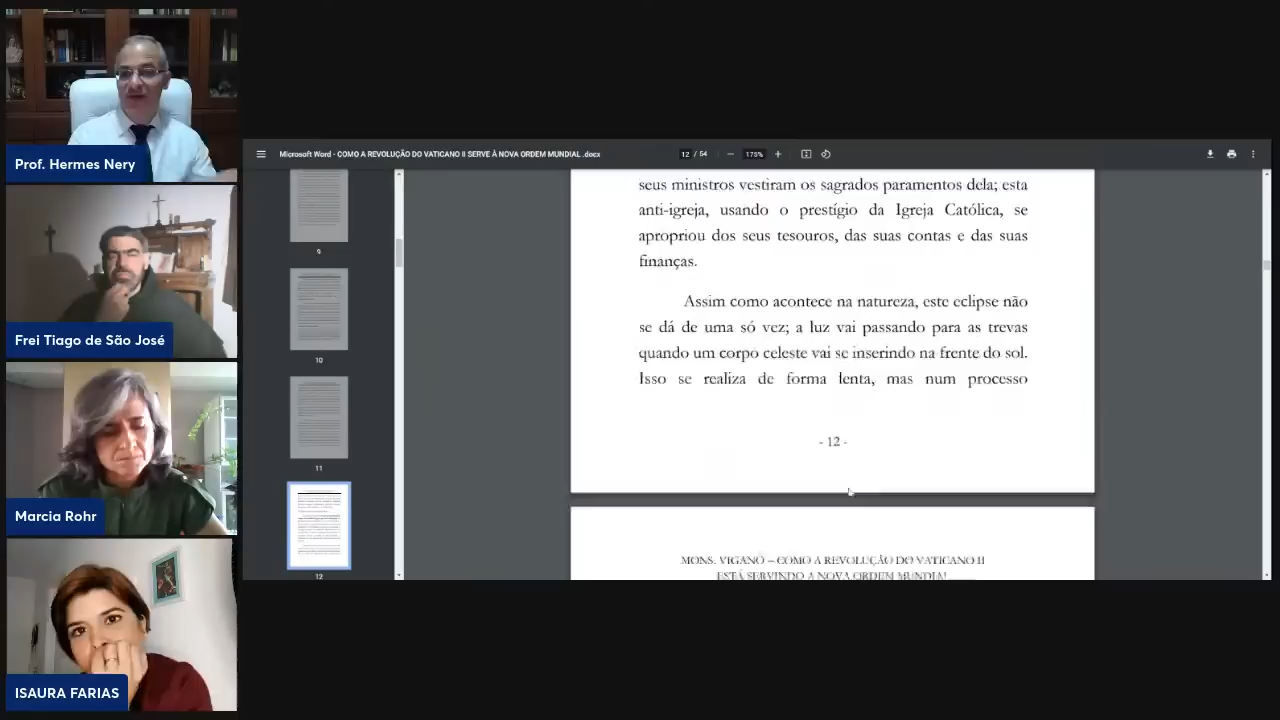 Prof. Hermes Nery
Frei Tiago de São José
ohr
ISAURA FARIAS
Microsoft Word - COMO A REVOLUÇÃO DO VATICANO II SERVE À NOVA ORDEM MUNDIAL .docx
12 / 54
175%
9
10
11
12
seus ministros vestiram os sagrados paramentos dela; esta
anti-igreja, usando o prestígio da Igreja Católica, se
apropriou dos seus tesouros, das suas contas e das suas
finanças.
Assim como acontece na natureza, este eclipse não
se dá de uma só vez; a luz vai passando para as trevas
quando um corpo celeste vai se inserindo na frente do sol.
Isso se realiza de forma lenta, mas num processo
- 12 -
MONS. VIGANÒ – COMO A REVOLUÇÃO DO VATICANO II
ESTÁ SERVINDO A NOVA ORDEM MUNDIAL